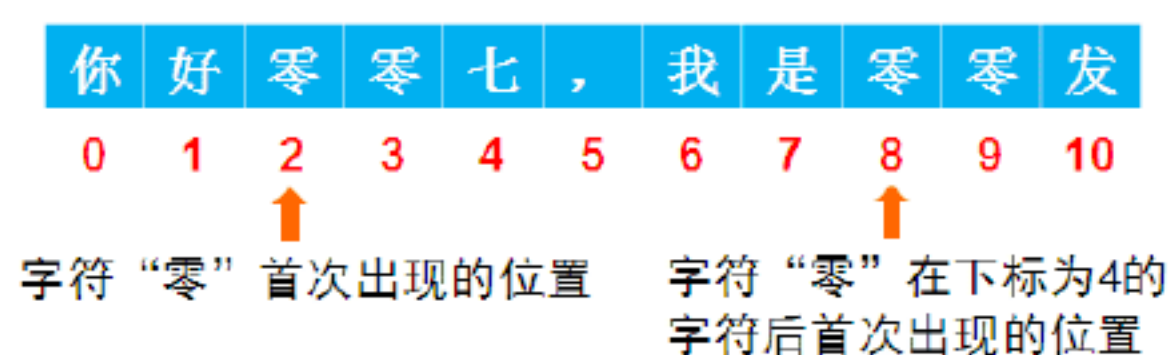 你好零零七，我是零零发
0 1 2 3 4 5 6 7 8 9 10
字符“零”首次出现的位置
字符“零”在下标为4的
字符后首次出现的位置